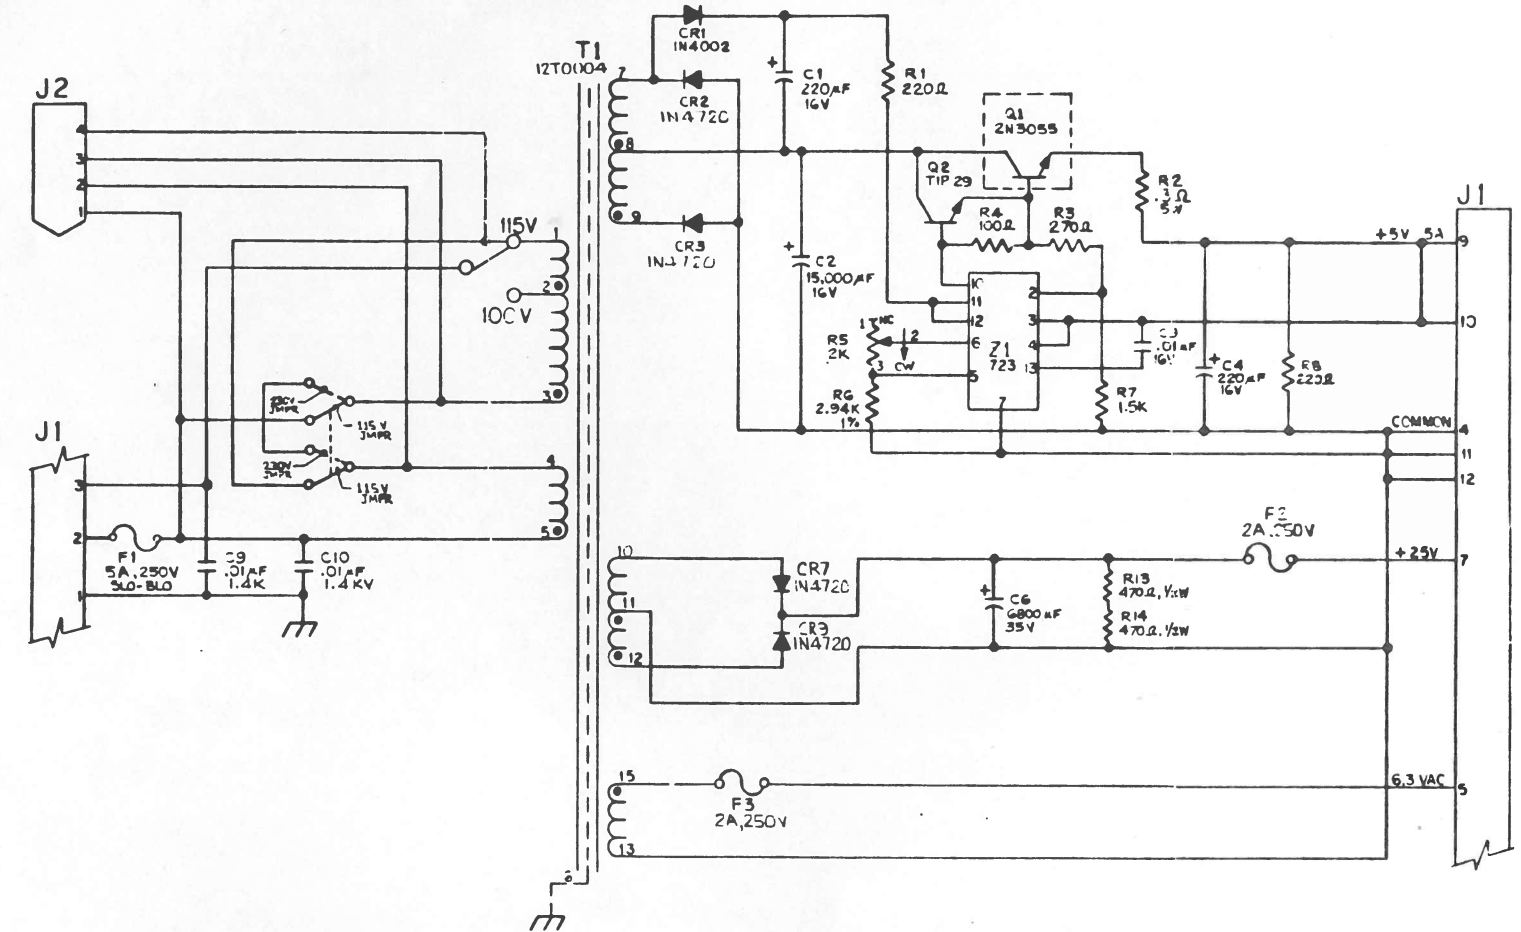 J2
4
3
2
1
T1
12T0004
7
8
9
CR1
1N4002
CR2
1N4720
CR3
1N4720
C1
220µF
16V
R1
220Ω
Q1
2N3055
Q2
TIP 29
R4
100Ω
R3
270Ω
R2
5W
J1
+5V 5A
9
10
C2
15,000µF
16V
115V
1
2
100V
3
10
11
12
6
5
2
3
4
13
7
Z1
723
R5
2K
1 NC
2
CW
3
R6
2.94K
1%
.01µF
16V
C4
220µF
16V
R8
220Ω
R7
1.5K
COMMON
4
11
12
230V
JMPR
115V
JMPR
230V
JMPR
115V
JMPR
4
5
J1
3
2
1
F1
5A, 250V
SLO-BLO
C9
.01µF
1.4K
C10
.01µF
1.4KV
10
11
12
CR7
1N4720
1N4720
C6
6800µF
35V
R13
470Ω, 1/2W
R14
470Ω, 1/2W
F2
2A, 250V
+25V
7
15
13
F3
2A, 250V
6.3 VAC
5
6